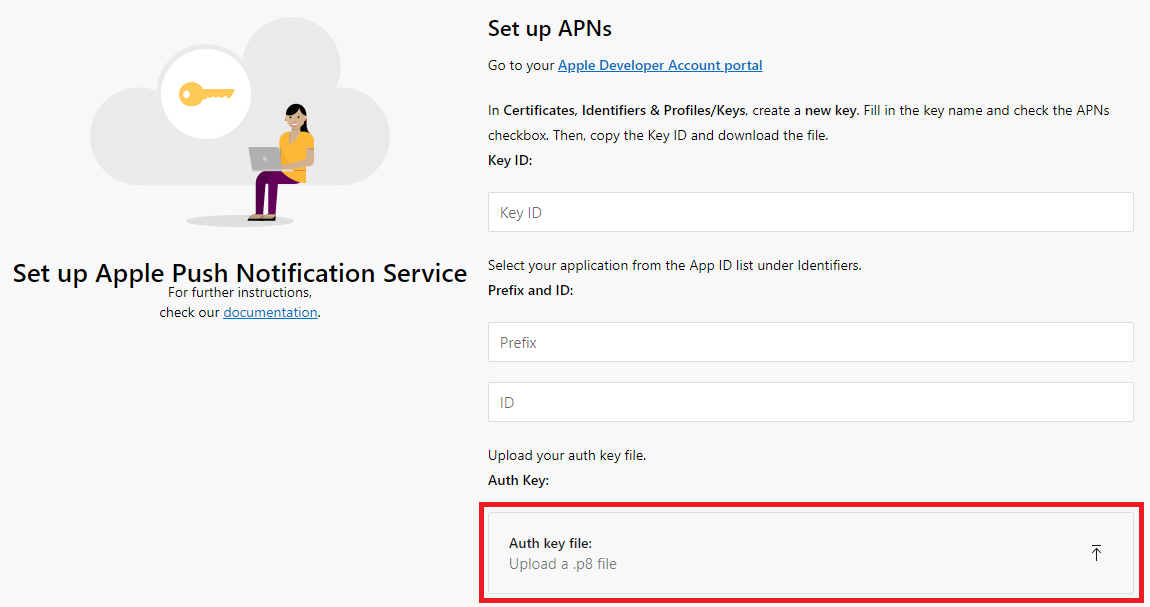 Set up Apple Push Notification Service
For further instructions,
check our documentation.
Set up APNs
Go to your Apple Developer Account portal
In Certificates, Identifiers & Profiles/Keys, create a new key. Fill in the key name and check the APNs
checkbox. Then, copy the Key ID and download the file.
Key ID:
Key ID
Select your application from the App ID list under Identifiers.
Prefix and ID:
Prefix
ID
Upload your auth key file.
Auth Key:
Auth key file:
Upload a .p8 file